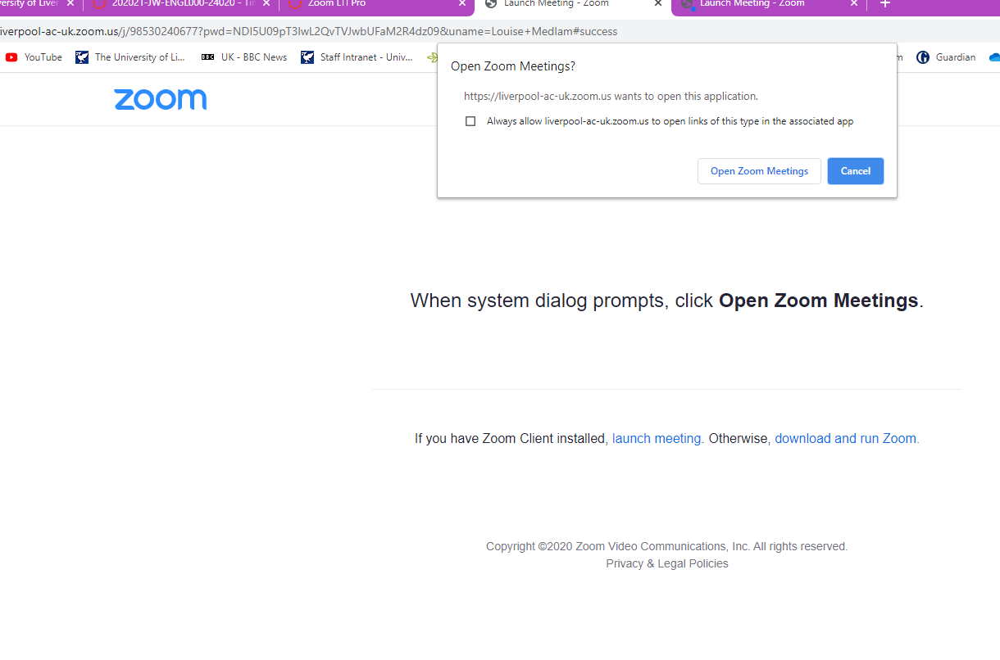 versity of Liver
202021-JW-ENGL000-24020 - Tim
Zoom LTI Pro
Launch Meeting - Zoom
Launch Meeting - Zoom
iverpool-ac-uk.zoom.us/j/98530240677?pwd=NDI5U09pT3IwL2QvTVJwbUFaM2R4dz09&uname=Louise+Medlam#success
YouTube
The University of Li...
BBC UK - BBC News
Staff Intranet - Univ...
m
Guardian
zoom
Open Zoom Meetings?
https://liverpool-ac-uk.zoom.us wants to open this application.
Always allow liverpool-ac-uk.zoom.us to open links of this type in the associated app
Open Zoom Meetings
Cancel
When system dialog prompts, click Open Zoom Meetings.
If you have Zoom Client installed, launch meeting. Otherwise, download and run Zoom.
Copyright ©2020 Zoom Video Communications, Inc. All rights reserved.
Privacy & Legal Policies